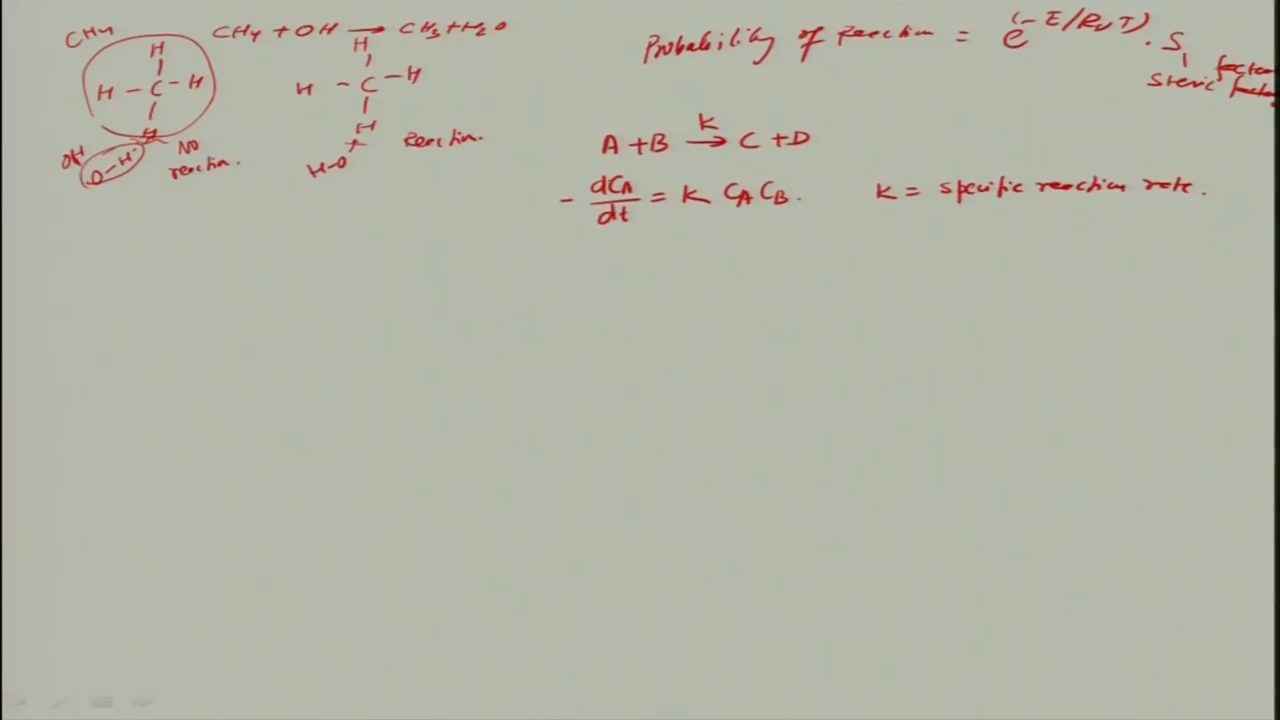 CH4
H
H - C - H
H
OH
O - H
NO
reaction.
CH4 + OH → CH3 + H2O
H
H - C - H
H
H-O
Reaction.
Probability of Reaction = e^(-E/RuT) . S
Steric factor
factor
A + B →K C + D
- dCA/dt = K CA CB.
K = specific reaction rate.